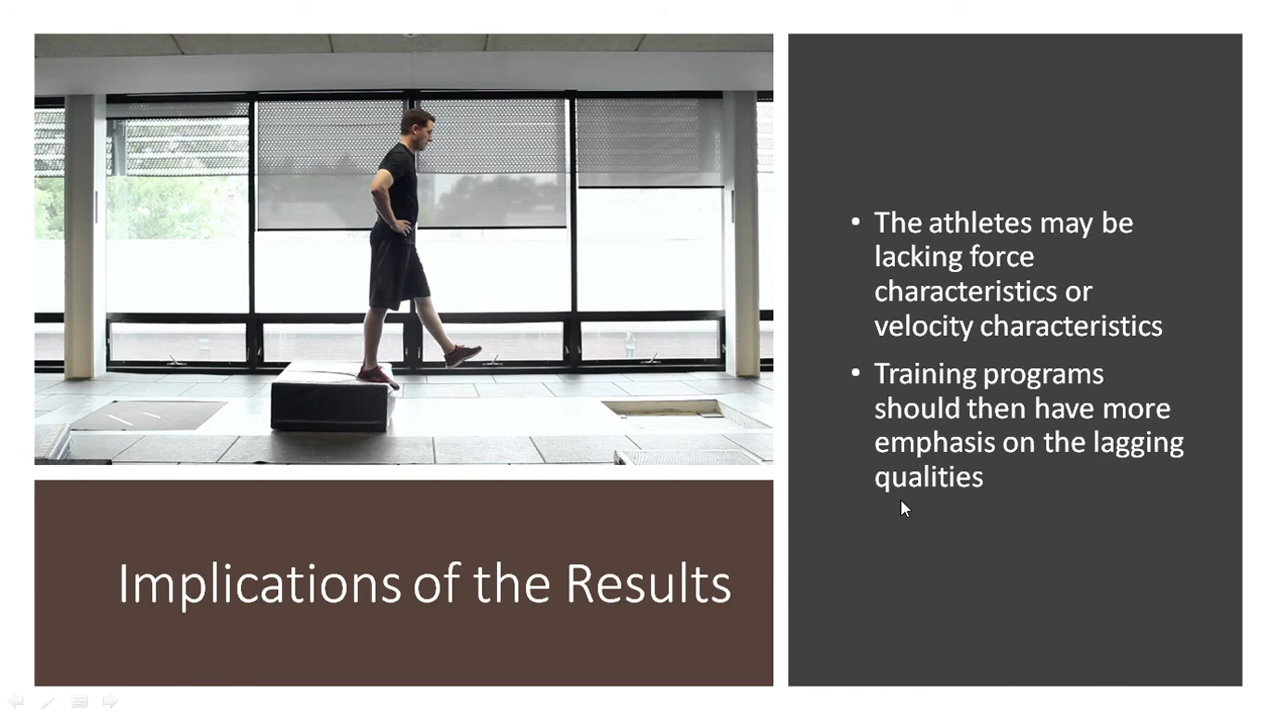 • The athletes may be
lacking force
characteristics or
velocity characteristics
• Training programs
should then have more
emphasis on the lagging
qualities
Implications of the Results